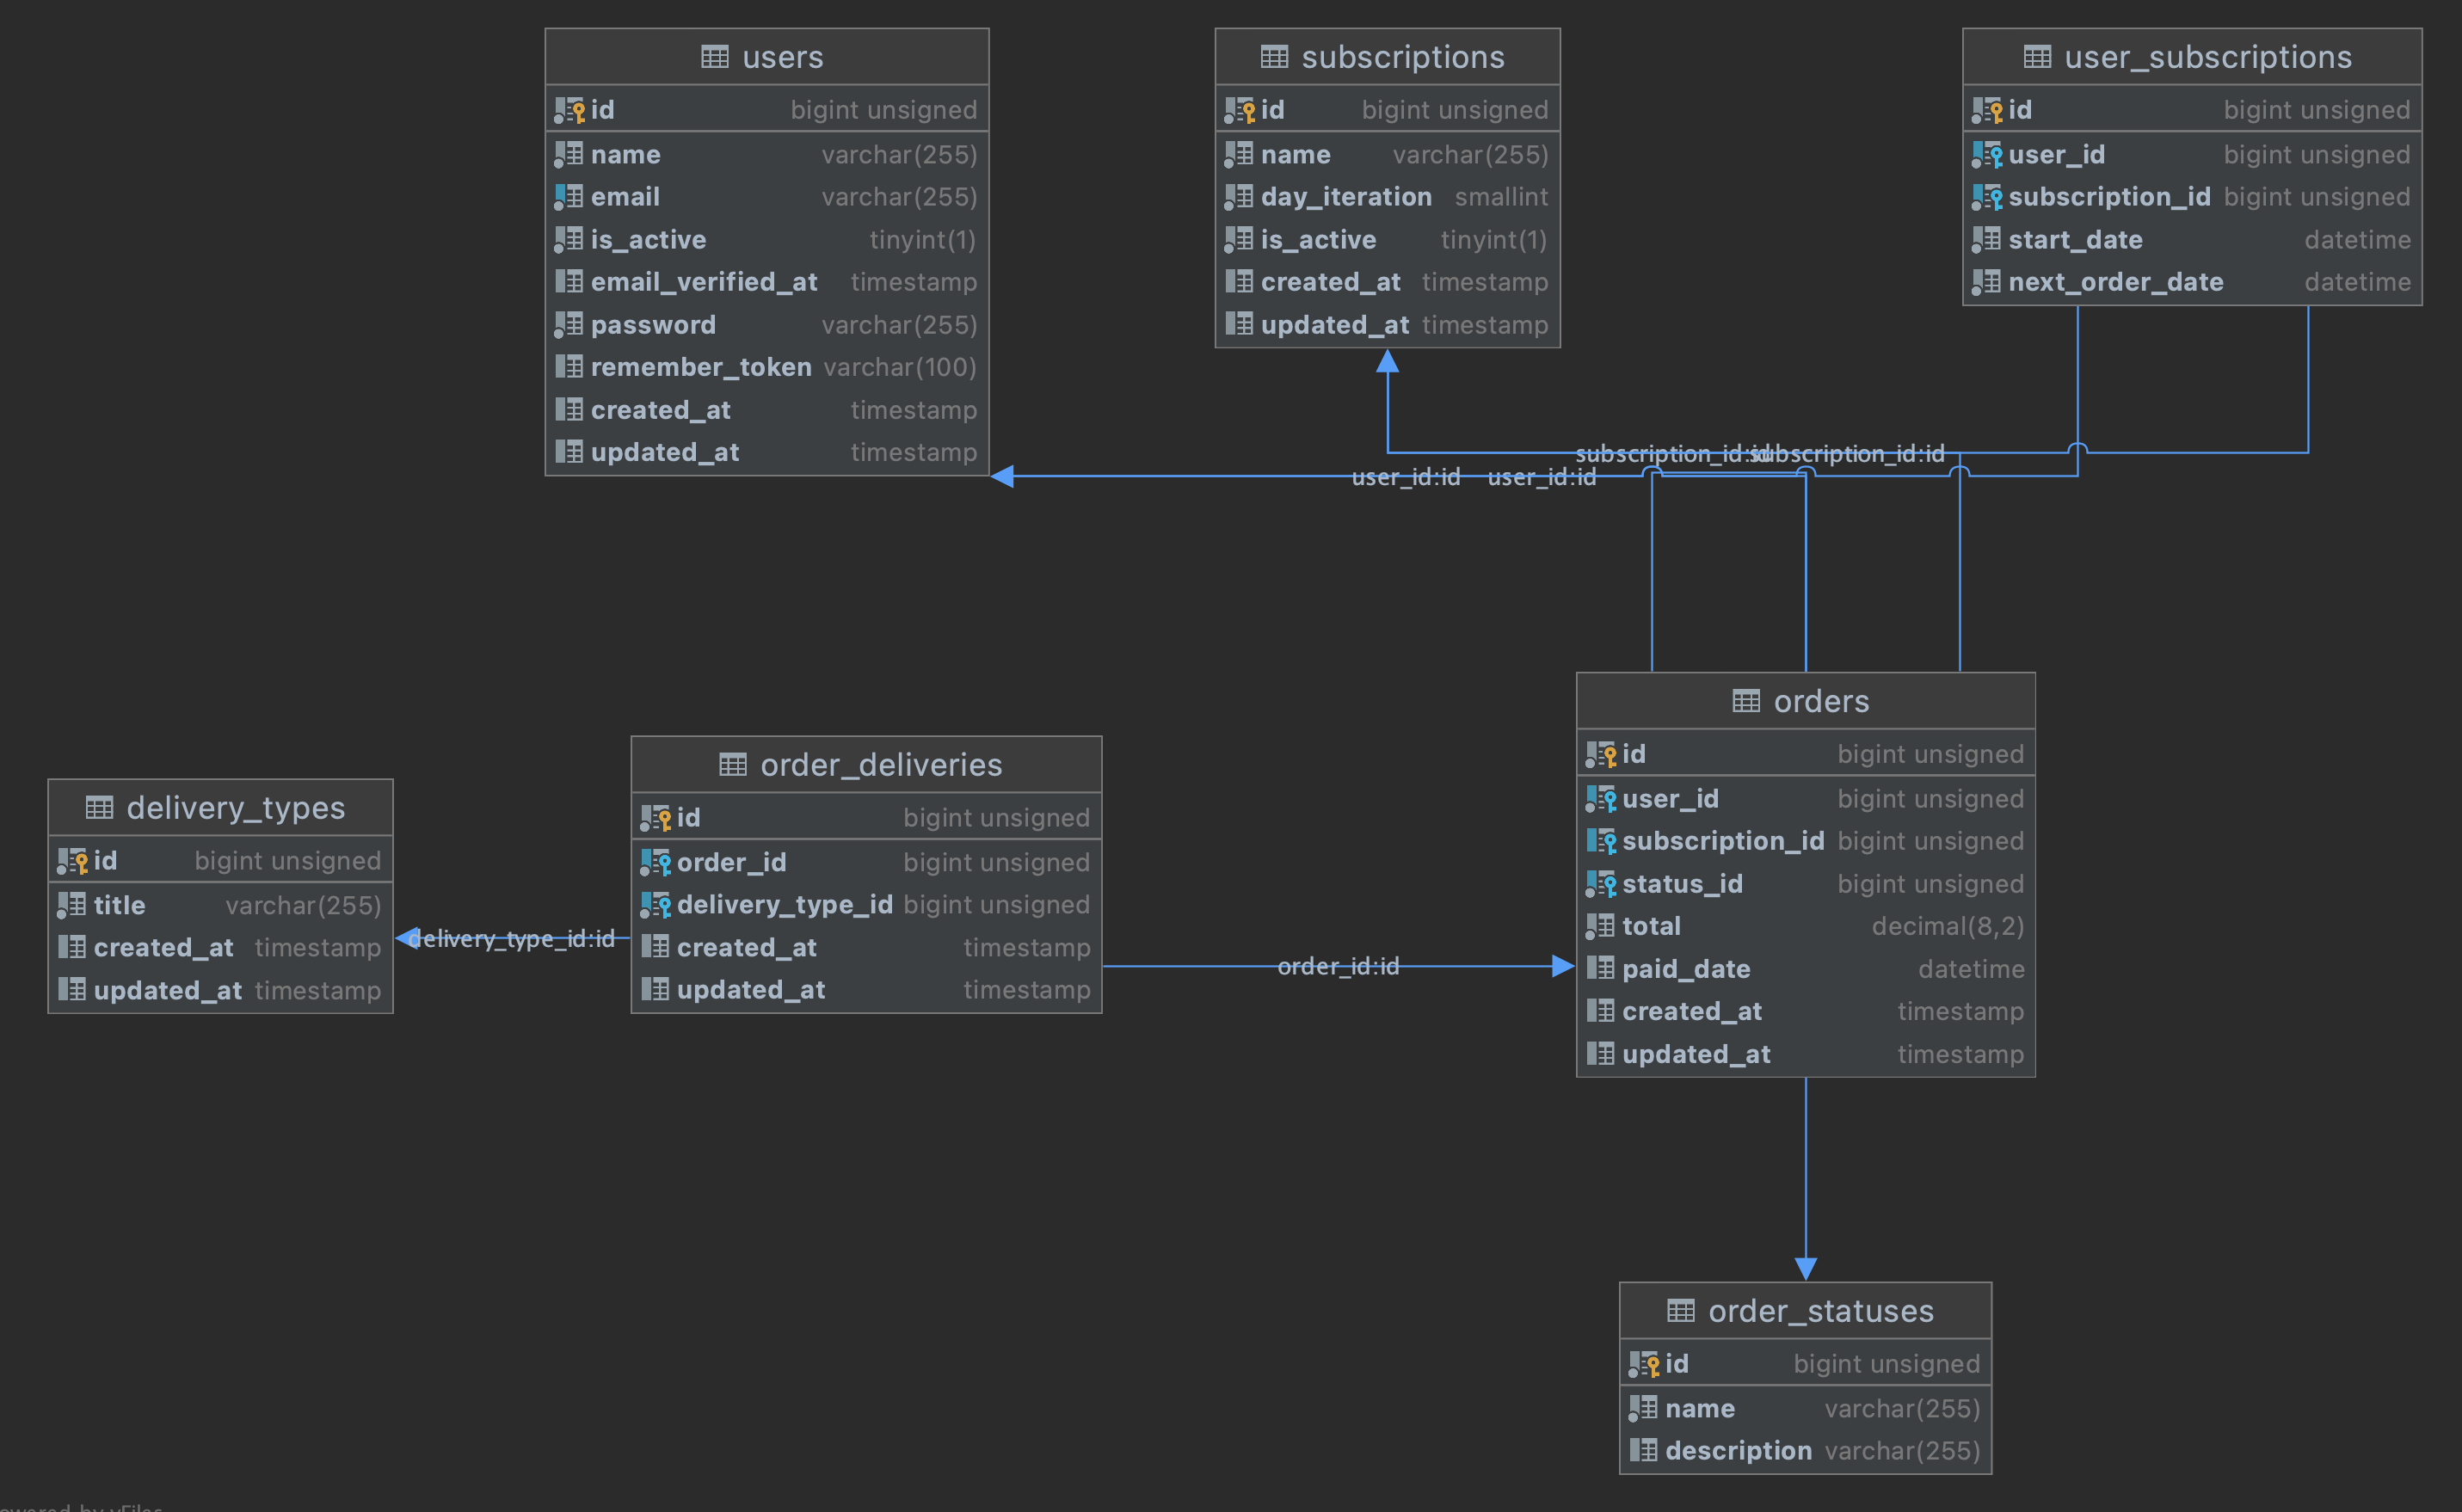 users
id bigint unsigned
name varchar(255)
email varchar(255)
is_active tinyint(1)
email_verified_at timestamp
password varchar(255)
remember_token varchar(100)
created_at timestamp
updated_at timestamp
subscriptions
id bigint unsigned
name varchar(255)
day_iteration smallint
is_active tinyint(1)
created_at timestamp
updated_at timestamp
user_subscriptions
id bigint unsigned
user_id bigint unsigned
subscription_id bigint unsigned
start_date datetime
next_order_date datetime
subscription_id:id subscription_id:id
user_id:id user_id:id
delivery_types
id bigint unsigned
title varchar(255)
created_at timestamp
updated_at timestamp
delivery_type_id:id
order_deliveries
id bigint unsigned
order_id bigint unsigned
delivery_type_id bigint unsigned
created_at timestamp
updated_at timestamp
order_id:id
orders
id bigint unsigned
user_id bigint unsigned
subscription_id bigint unsigned
status_id bigint unsigned
total decimal(8,2)
paid_date datetime
created_at timestamp
updated_at timestamp
order_statuses
id bigint unsigned
name varchar(255)
description varchar(255)